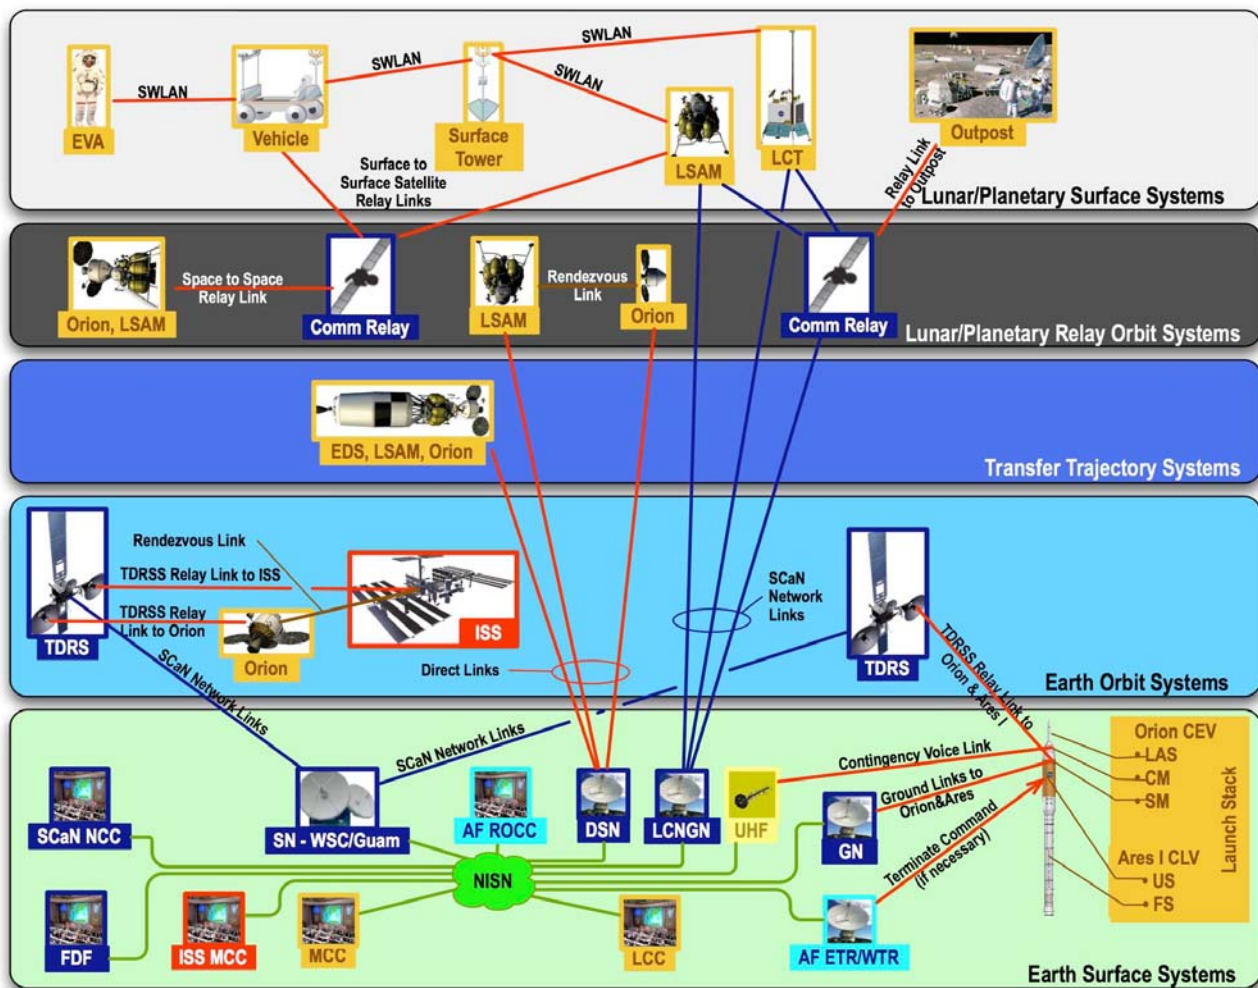 SWLAN
SWLAN
SWLAN
SWLAN
EVA
Vehicle
Surface
Tower
LSAM
LCT
Outpost
Surface to
Surface Satellite
Relay Links
Relay Link
to Outpost
Lunar/Planetary Surface Systems
Space to Space
Relay Link
Rendezvous
Link
Orion, LSAM
Comm Relay
LSAM
Orion
Comm Relay
Lunar/Planetary Relay Orbit Systems
EDS, LSAM, Orion
Transfer Trajectory Systems
Rendezvous Link
TDRSS Relay Link to ISS
TDRSS Relay
Link to Orion
TDRS
Orion
ISS
SCaN
Network
Links
TDRS
Direct Links
SCaN Network Links
TDRSS Relay Link to
Orion & Ares I
Earth Orbit Systems
SCaN Network Links
Contingency Voice Link
Ground Links to
Orion&Ares
Terminate Command
(if necessary)
Orion CEV
LAS
CM
SM
Launch Stack
Ares I CLV
US
FS
SCaN NCC
SN - WSC/Guam
AF ROCC
DSN
LCNGN
UHF
GN
NISN
FDF
ISS MCC
MCC
LCC
AF ETR/WTR
Earth Surface Systems